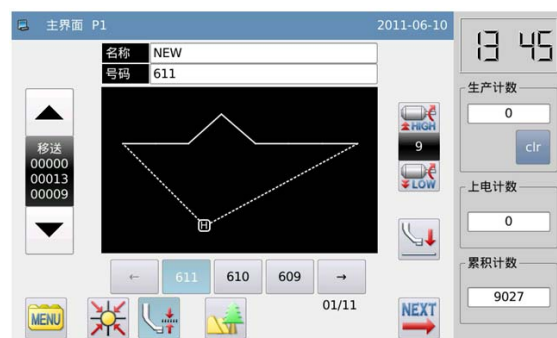 主界面 P1
2011-06-10
13 45
名称 NEW
号码 611
移送
00000
00013
00009
HIGH
9
LOW
H
生产计数
0
clr
上电计数
0
累积计数
9027
← 611 610 609 →
01/11
MENU
NEXT